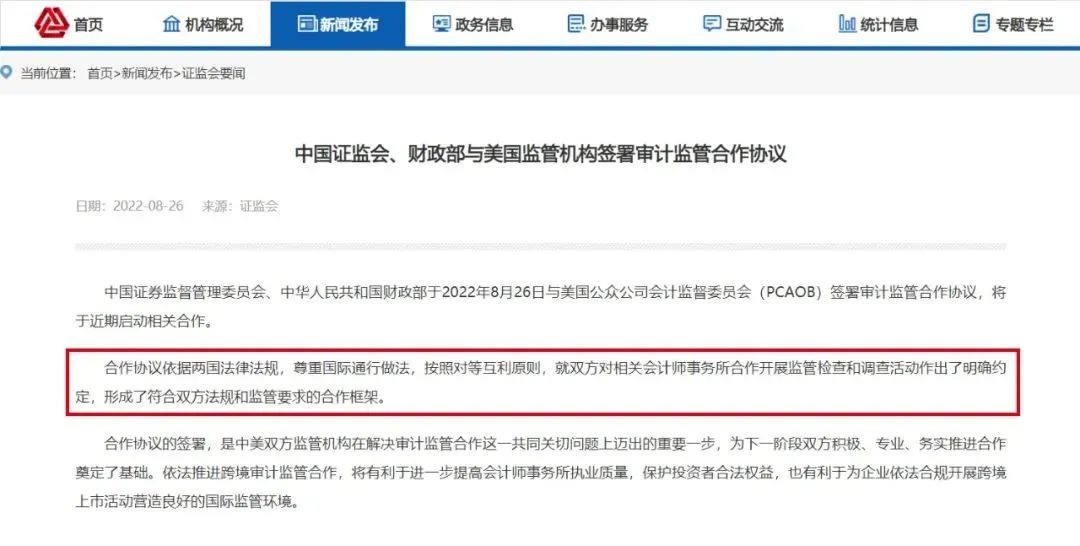 首页 机构概况 新闻发布 政务信息 办事服务 互动交流 统计信息 专题专栏
当前位置： 首页>新闻发布>证监会要闻
中国证监会、财政部与美国监管机构签署审计监管合作协议
日期：2022-08-26 来源：证监会
中国证券监督管理委员会、中华人民共和国财政部于2022年8月26日与美国公众公司会计监督委员会（PCAOB）签署审计监管合作协议，将
于近期启动相关合作。
合作协议依据两国法律法规，尊重国际通行做法，按照对等互利原则，就双方对相关会计师事务所合作开展监管检查和调查活动作出了明确约
定，形成了符合双方法规和监管要求的合作框架。
合作协议的签署，是中美双方监管机构在解决审计监管合作这一共同关切问题上迈出的重要一步，为下一阶段双方积极、专业、务实推进合作
奠定了基础。依法推进跨境审计监管合作，将有利于进一步提高会计师事务所执业质量，保护投资者合法权益，也有利于为企业依法合规开展跨境
上市活动营造良好的国际监管环境。